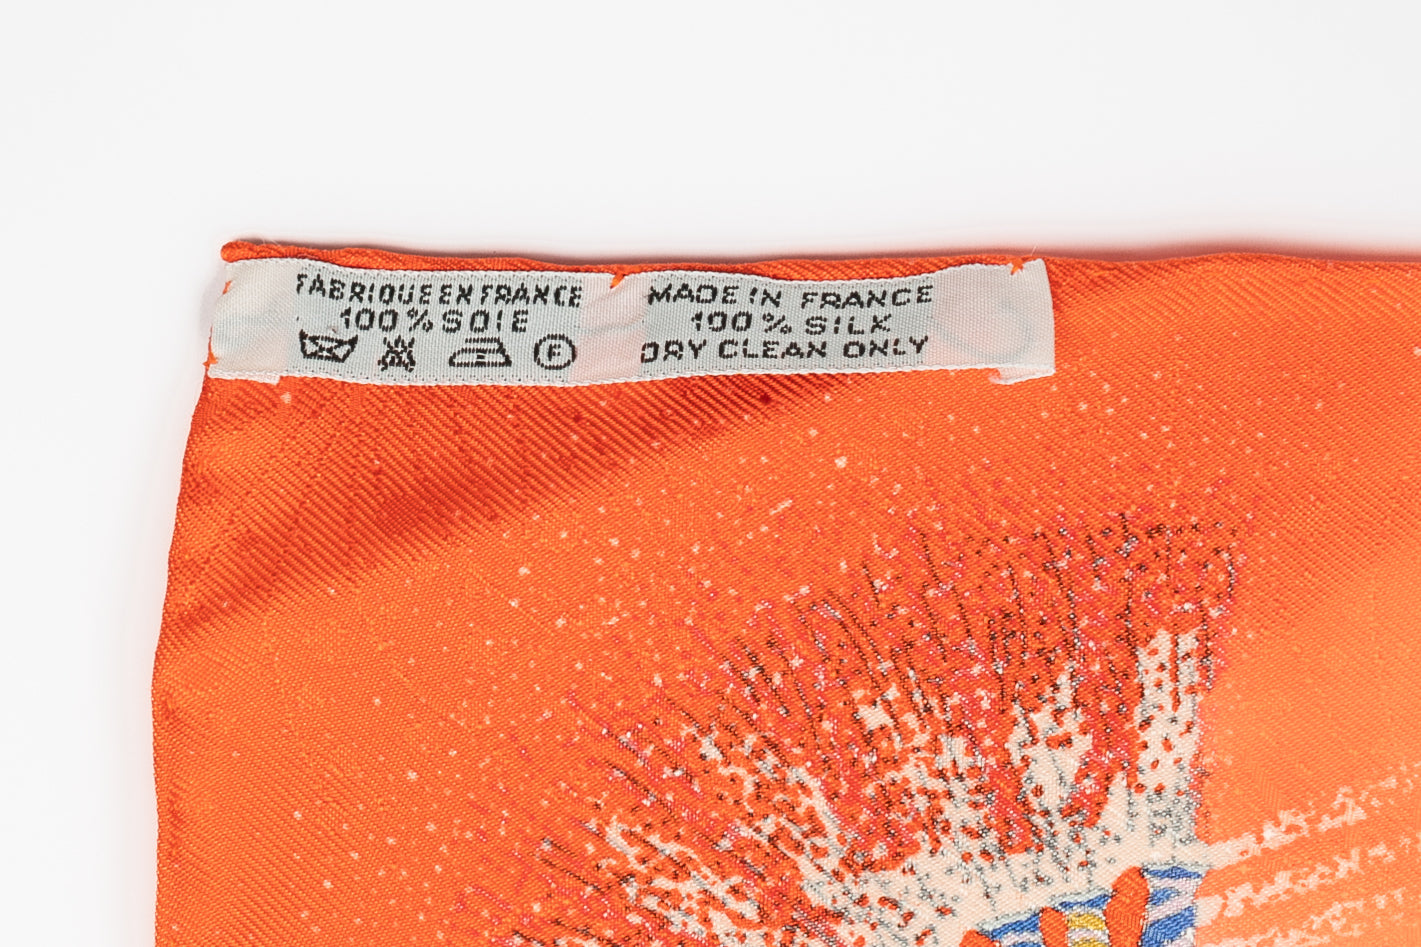 FABRIQUE EN FRANCE
100% SOIE
F
MADE IN FRANCE
100% SILK
DRY CLEAN ONLY